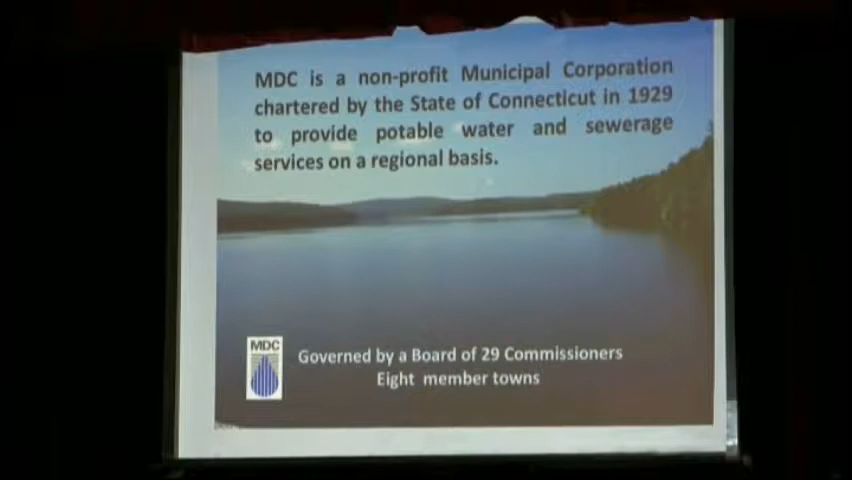 MDC is a non-profit Municipal Corporation
chartered by the State of Connecticut in 1929
to provide potable water and sewerage
services on a regional basis.
MDC
Governed by a Board of 29 Commissioners
Eight member towns